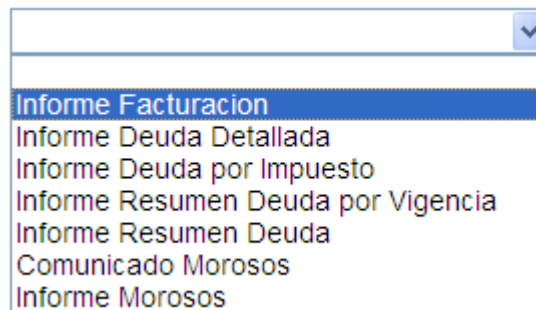 Informe Facturacion
Informe Deuda Detallada
Informe Deuda por Impuesto
Informe Resumen Deuda por Vigencia
Informe Resumen Deuda
Comunicado Morosos
Informe Morosos